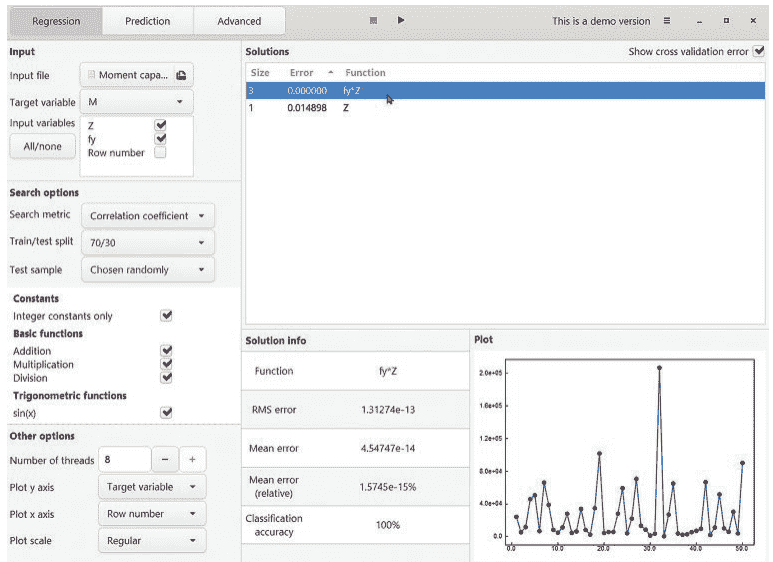 Regression Prediction Advanced This is a demo version
Input
Input file Moment capa...
Target variable M
Input variables Z
fy
All/none
Row number
Search options
Search metric Correlation coefficient
Train/test split 70/30
Test sample Chosen randomly
Constants
Integer constants only
Basic functions
Addition
Multiplication
Division
Trigonometric functions
sin(x)
Other options
Number of threads 8 − +
Plot y axis Target variable
Plot x axis Row number
Plot scale Regular
Solutions Show cross validation error
Size Error Function
3 0.000000 fy*Z
1 0.014898 Z
Solution info
Function fy*Z
RMS error 1.31274e-13
Mean error 4.54747e-14
Mean error
(relative) 1.5745e-15%
Classification
accuracy 100%
Plot
2.0e+05
1.6e+05
1.2e+05
8.0e+04
4.0e+04
0.0
0.0 10.0 20.0 30.0 40.0 50.0